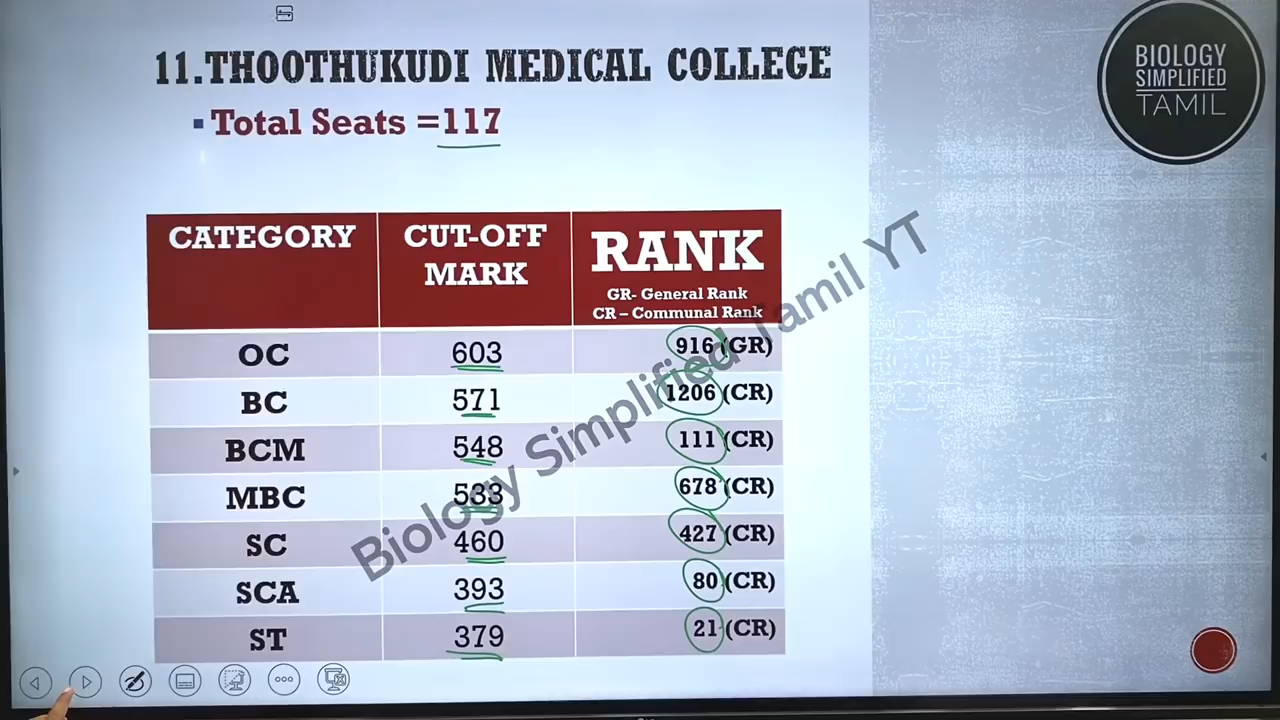 11.THOOTHUKUDI MEDICAL COLLEGE
Total Seats =117
BIOLOGY
SIMPLIFIED
TAMIL
CATEGORY CUT-OFF MARK RANK
GR- General Rank
CR – Communal Rank
OC 603 916 (GR)
BC 571 1206 (CR)
BCM 548 111 (CR)
MBC 533 678 (CR)
SC 460 427 (CR)
SCA 393 80 (CR)
ST 379 21 (CR)
Biology Simplified Tamil YT